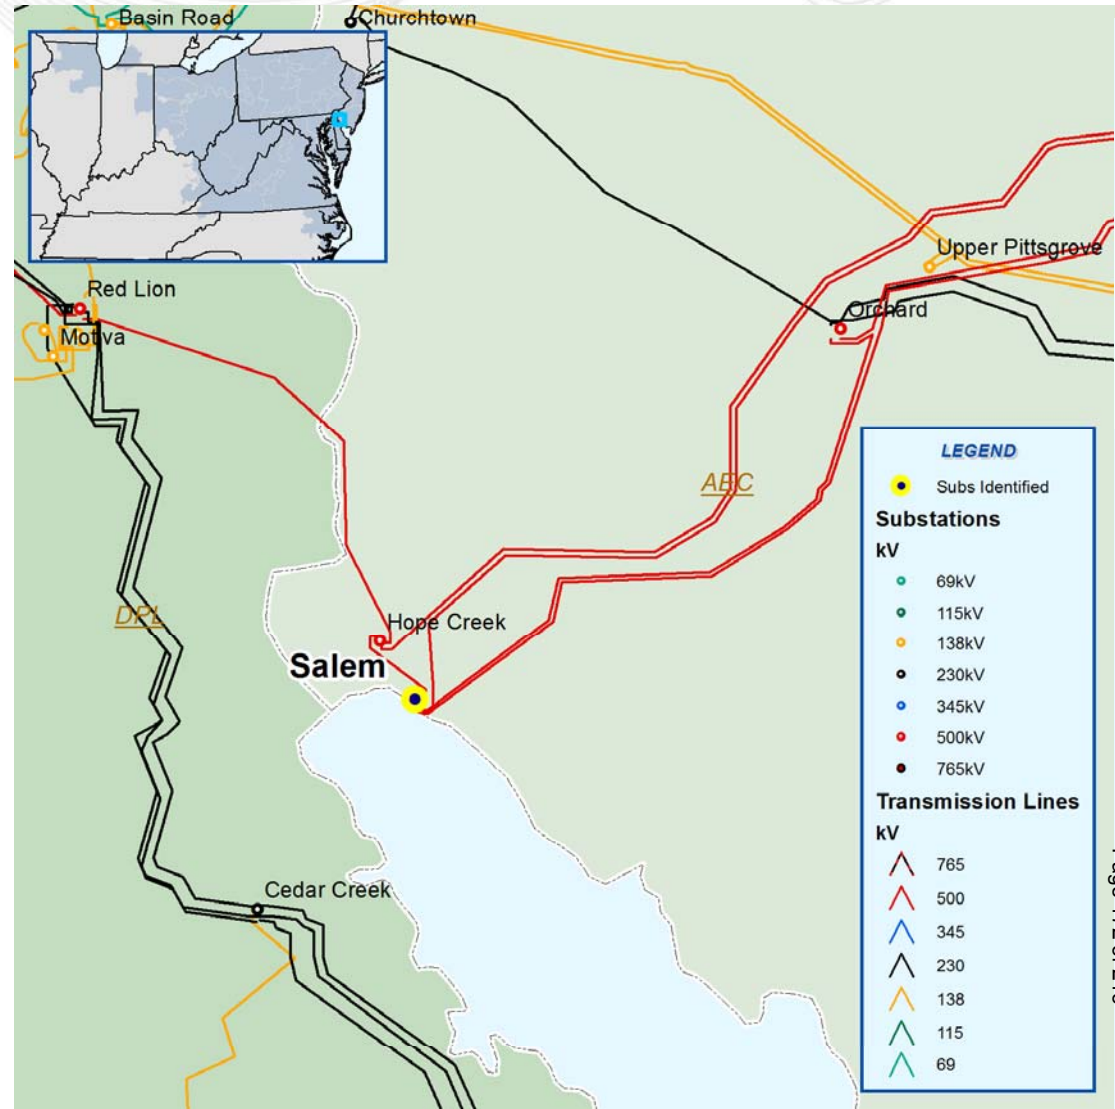 Basin Road
Churchtown
Upper Pittsgrove
Red Lion
Orchard
Motiva
LEGEND
Subs Identified
Substations
kV
69kV
115kV
138kV
230kV
345kV
500kV
765kV
Transmission Lines
kV
765
500
345
230
138
115
69
AEC
DPL
Hope Creek
Salem
Cedar Creek